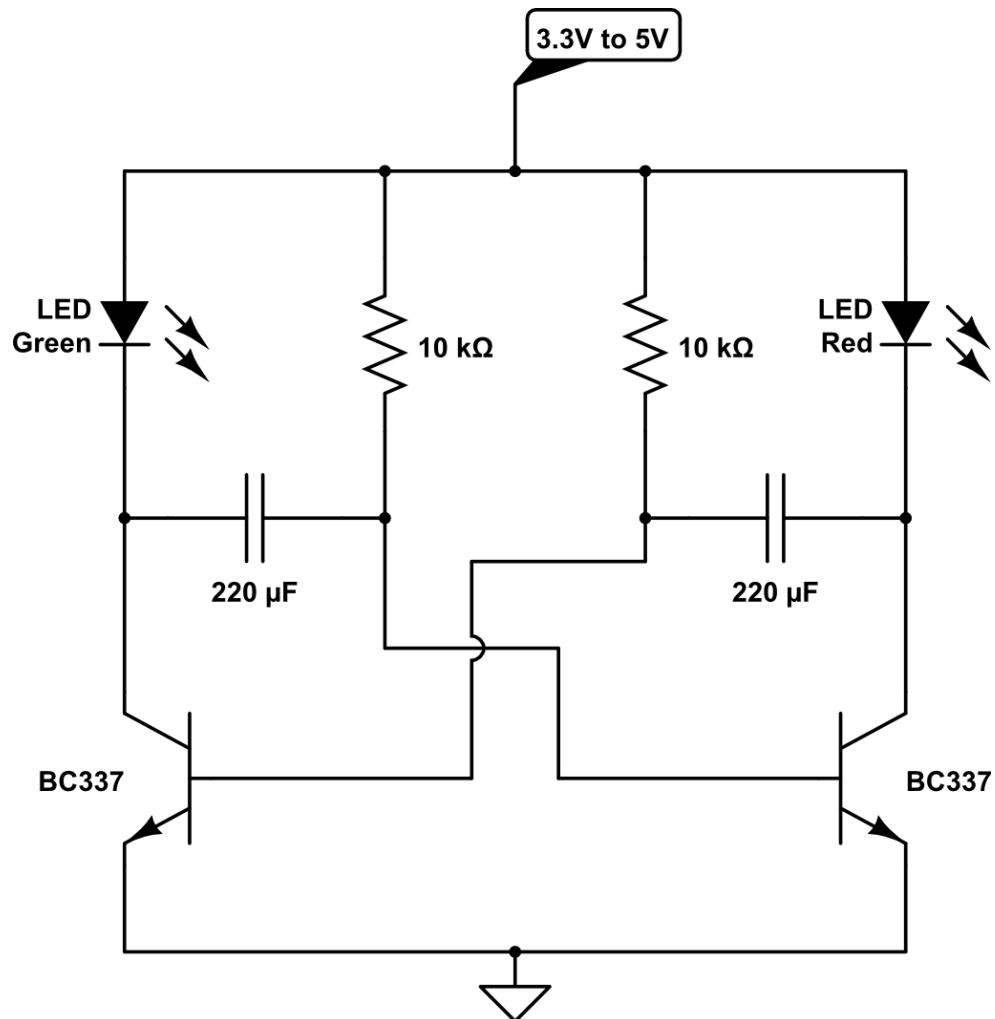 3.3V to 5V
LED
Green
10 kΩ
10 kΩ
LED
Red
220 µF
220 µF
BC337
BC337